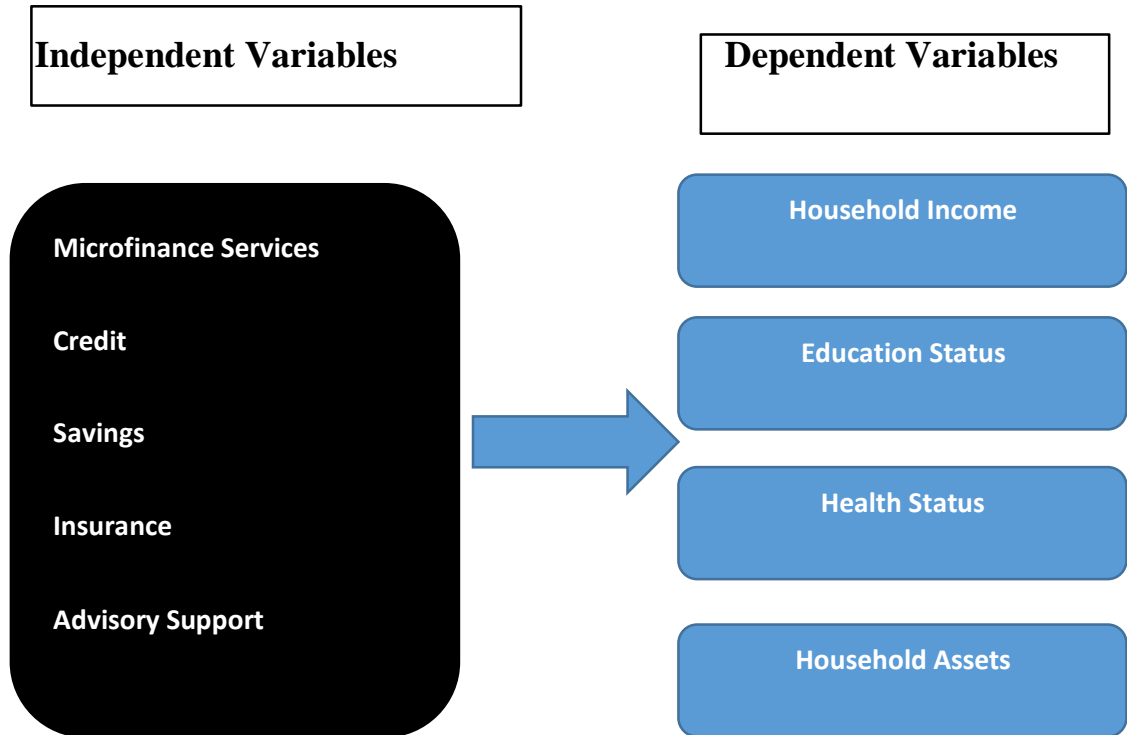 Independent Variables
Dependent Variables
Microfinance Services
Credit
Savings
Insurance
Advisory Support
Household Income
Education Status
Health Status
Household Assets